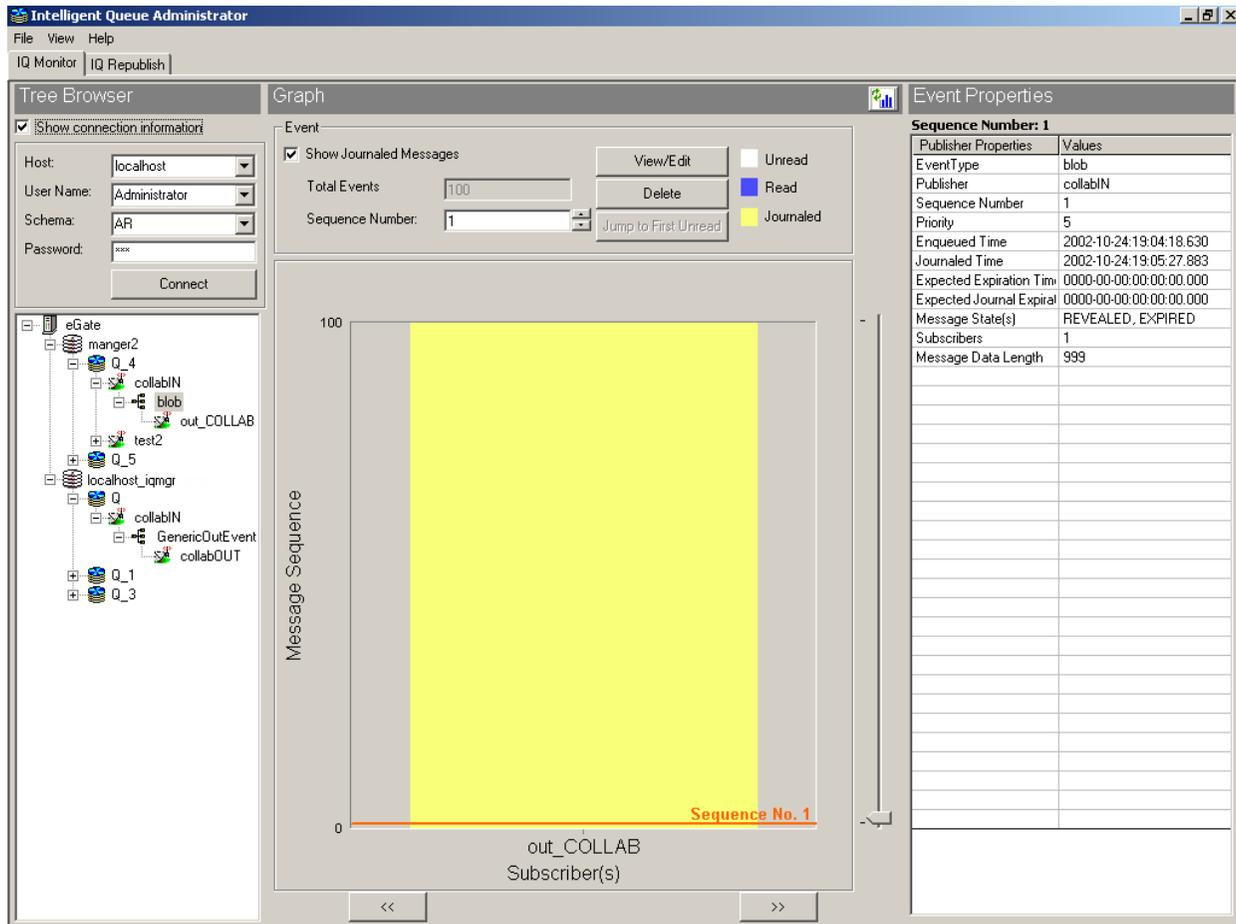 Intelligent Queue Administrator
File View Help
IQ Monitor IQ Republish
Tree Browser
Show connection information
Host: localhost
User Name: Administrator
Schema: AR
Password: xxx
Connect
eGate
manger2
Q_4
collabIN
blob
out_COLLAB
test2
Q_5
localhost_iqmgr
Q
collabIN
GenericOutEvent
collabOUT
Q_1
Q_3
Graph
Event
Show Journaled Messages
Total Events 100
Sequence Number: 1
View/Edit
Delete
Jump to First Unread
Unread
Read
Journaled
100
Message Sequence
Sequence No. 1
0
out_COLLAB
Subscriber(s)
<< >>
Event Properties
Sequence Number: 1
Publisher Properties Values
EventType blob
Publisher collabIN
Sequence Number 1
Priority 5
Enqueued Time 2002-10-24:19:04:18.630
Journaled Time 2002-10-24:19:05:27.883
Expected Expiration Tim 0000-00-00:00:00:00.000
Expected Journal Expirat 0000-00-00:00:00:00.000
Message State(s) REVEALED, EXPIRED
Subscribers 1
Message Data Length 999